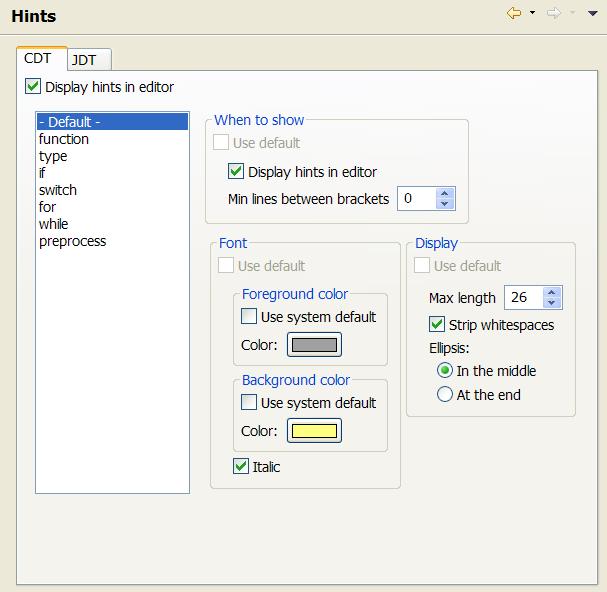 Hints
CDT
JDT
Display hints in editor
- Default -
function
type
if
switch
for
while
preprocess
When to show
Use default
Display hints in editor
Min lines between brackets 0
Font
Use default
Foreground color
Use system default
Color:
Background color
Use system default
Color:
Italic
Display
Use default
Max length 26
Strip whitespaces
Ellipsis:
In the middle
At the end